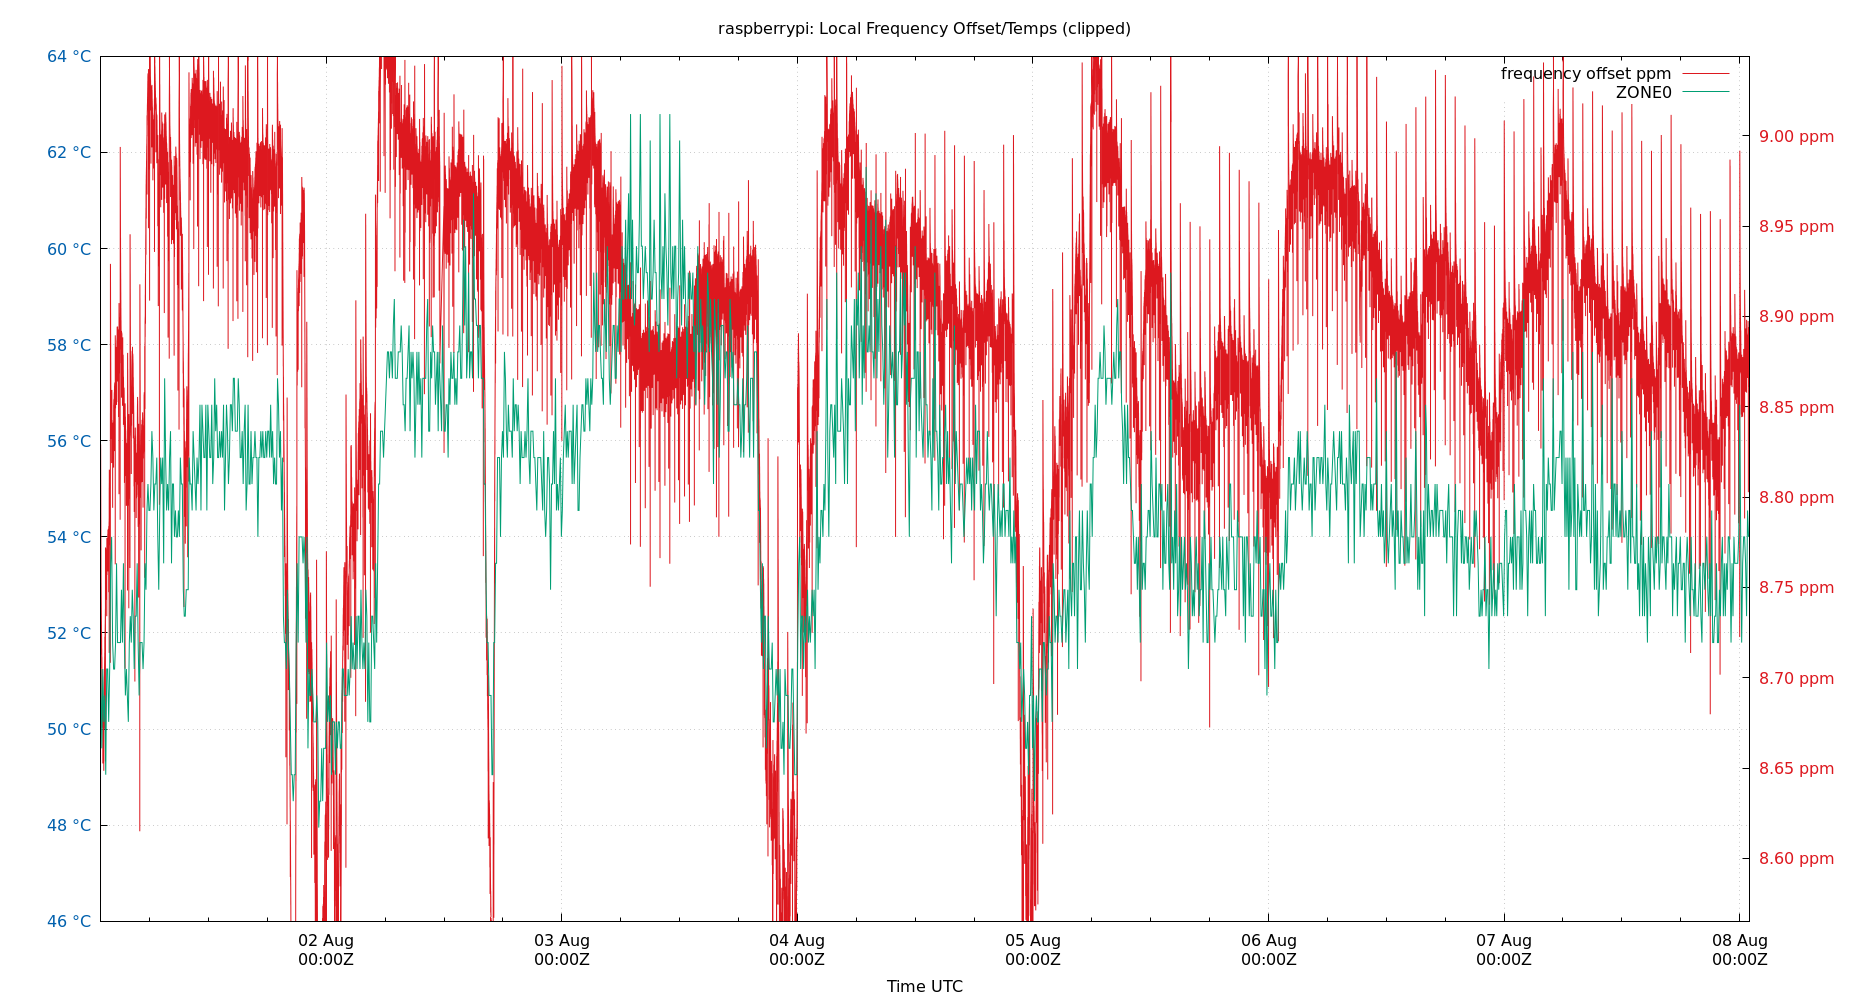 raspberrypi: Local Frequency Offset/Temps (clipped)
64 °C
62 °C
60 °C
58 °C
56 °C
54 °C
52 °C
50 °C
48 °C
46 °C
frequency offset ppm
ZONE0
9.00 ppm
8.95 ppm
8.90 ppm
8.85 ppm
8.80 ppm
8.75 ppm
8.70 ppm
8.65 ppm
8.60 ppm
02 Aug 03 Aug 04 Aug 05 Aug 06 Aug 07 Aug 08 Aug
00:00Z 00:00Z 00:00Z 00:00Z 00:00Z 00:00Z 00:00Z
Time UTC